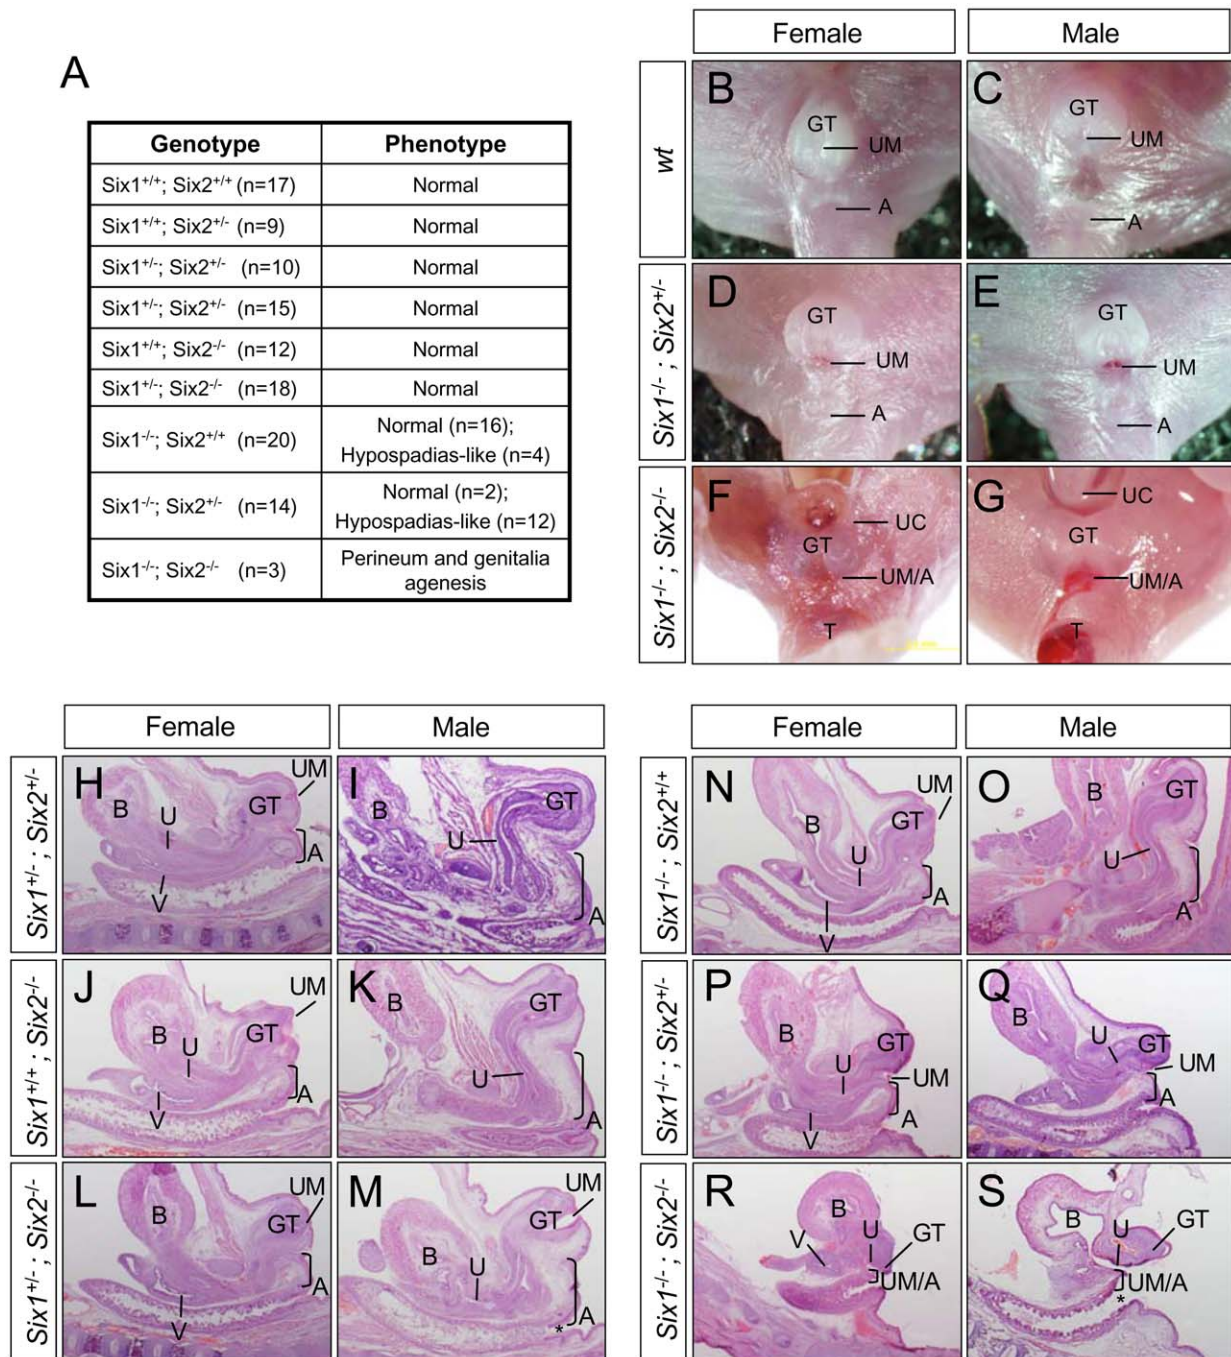 A
Genotype Phenotype
Six1+/+; Six2+/+ (n=17) Normal
Six1+/+; Six2+/- (n=9) Normal
Six1+/-; Six2+/- (n=10) Normal
Six1+/-; Six2+/- (n=15) Normal
Six1+/+; Six2-/- (n=12) Normal
Six1+/-; Six2-/- (n=18) Normal
Six1-/-; Six2+/+ (n=20) Normal (n=16);
Hypospadias-like (n=4)
Six1-/-; Six2+/- (n=14) Normal (n=2);
Hypospadias-like (n=12)
Six1-/-; Six2-/- (n=3) Perineum and genitalia
agenesis
Female Male
wt
B GT UM A
C GT UM A
Six1-/-; Six2+/-
D GT UM A
E GT UM A
Six1-/-; Six2-/-
F UC GT UM/A T
G UC GT UM/A T
Female Male
Six1+/-; Six2+/-
H UM B U GT A V
I B GT U A
Six1+/+; Six2-/-
J UM B U GT A V
K B GT U A
Six1+/-; Six2-/-
L UM B GT A V
M UM GT B U A *
Female Male
Six1-/-; Six2+/+
N UM B GT U A V
O B GT U A
Six1-/-; Six2+/-
P B GT U UM A V
Q B U GT UM A
Six1-/-; Six2-/-
R B U V GT UM/A
S B U GT UM/A *